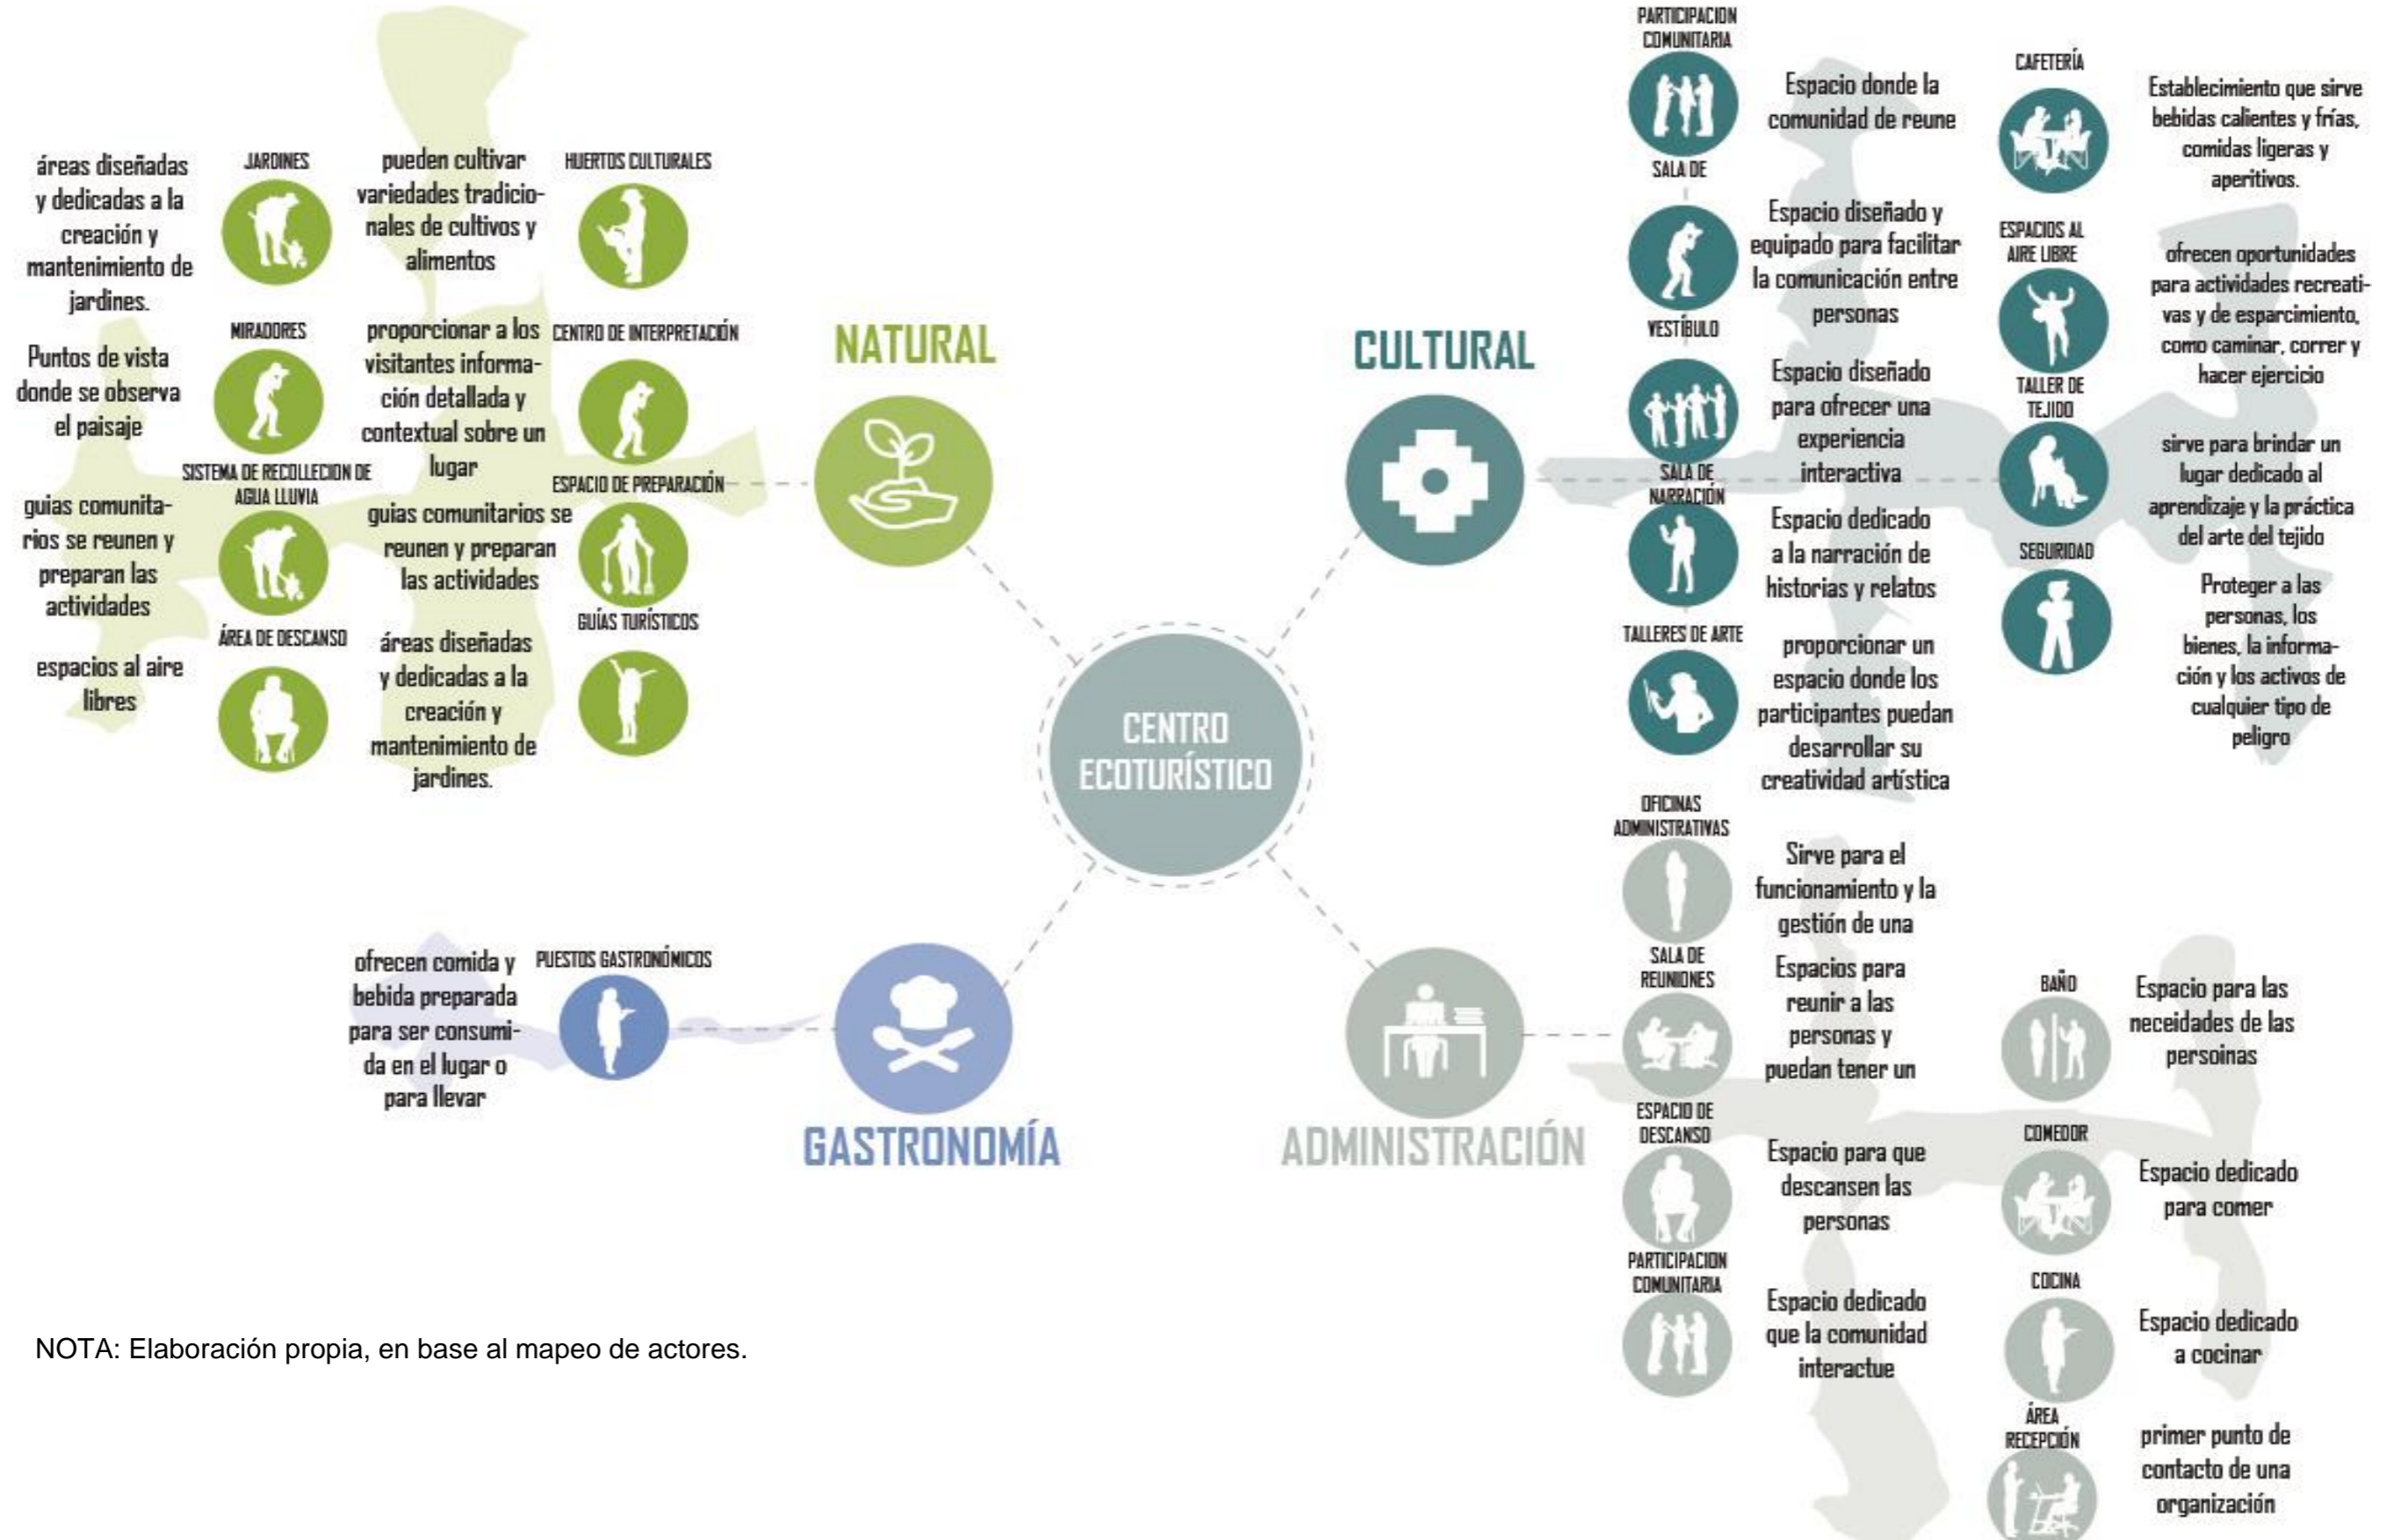 NATURAL
JARDINES
áreas diseñadas
y dedicadas a la
creación y
mantenimiento de
jardines.
HUERTOS CULTURALES
pueden cultivar
variedades tradicio-
nales de cultivos y
alimentos
MIRADORES
Puntos de vista
donde se observa
el paisaje
CENTRO DE INTERPRETACIÓN
proporcionar a los
visitantes informa-
ción detallada y
contextual sobre un
lugar
SISTEMA DE RECOLLECION DE
AGUA LLUVIA
guias comunita-
rios se reunen y
preparan las
actividades
ESPACIO DE PREPARACIÓN
guias comunitarios se
reunen y preparan
las actividades
ÁREA DE DESCANSO
espacios al aire
libres
GUÍAS TURÍSTICOS
áreas diseñadas
y dedicadas a la
creación y
mantenimiento de
jardines.
CULTURAL
PARTICIPACION
COMUNITARIA
Espacio donde la
comunidad de reune
SALA DE
Espacio diseñado y
equipado para facilitar
la comunicación entre
personas
VESTÍBULO
Espacio diseñado
para ofrecer una
experiencia
interactiva
SALA DE
NARRACIÓN
Espacio dedicado
a la narración de
historias y relatos
TALLERES DE ARTE
proporcionar un
espacio donde los
participantes puedan
desarrollar su
creatividad artística
CAFETERÍA
Establecimiento que sirve
bebidas calientes y frías,
comidas ligeras y
aperitivos.
ESPACIOS AL
AIRE LIBRE
ofrecen oportunidades
para actividades recreati-
vas y de esparcimiento,
como caminar, correr y
hacer ejercicio
TALLER DE
TEJIDO
sirve para brindar un
lugar dedicado al
aprendizaje y la práctica
del arte del tejido
SEGURIDAD
Proteger a las
personas, los
bienes, la informa-
ción y los activos de
cualquier tipo de
peligro
CENTRO
ECOTURÍSTICO
GASTRONOMÍA
PUESTOS GASTRONÓMICOS
ofrecen comida y
bebida preparada
para ser consumi-
da en el lugar o
para llevar
ADMINISTRACIÓN
OFICINAS
ADMINISTRATIVAS
Sirve para el
funcionamiento y la
gestión de una
SALA DE
REUNIONES
Espacios para
reunir a las
personas y
puedan tener un
ESPACIO DE
DESCANSO
Espacio para que
descansen las
personas
PARTICIPACION
COMUNITARIA
Espacio dedicado
que la comunidad
interactue
BAÑO
Espacio para las
neceidades de las
persoinas
COMEDOR
Espacio dedicado
para comer
COCINA
Espacio dedicado
a cocinar
ÁREA
RECEPCIÓN
primer punto de
contacto de una
organización
NOTA: Elaboración propia, en base al mapeo de actores.